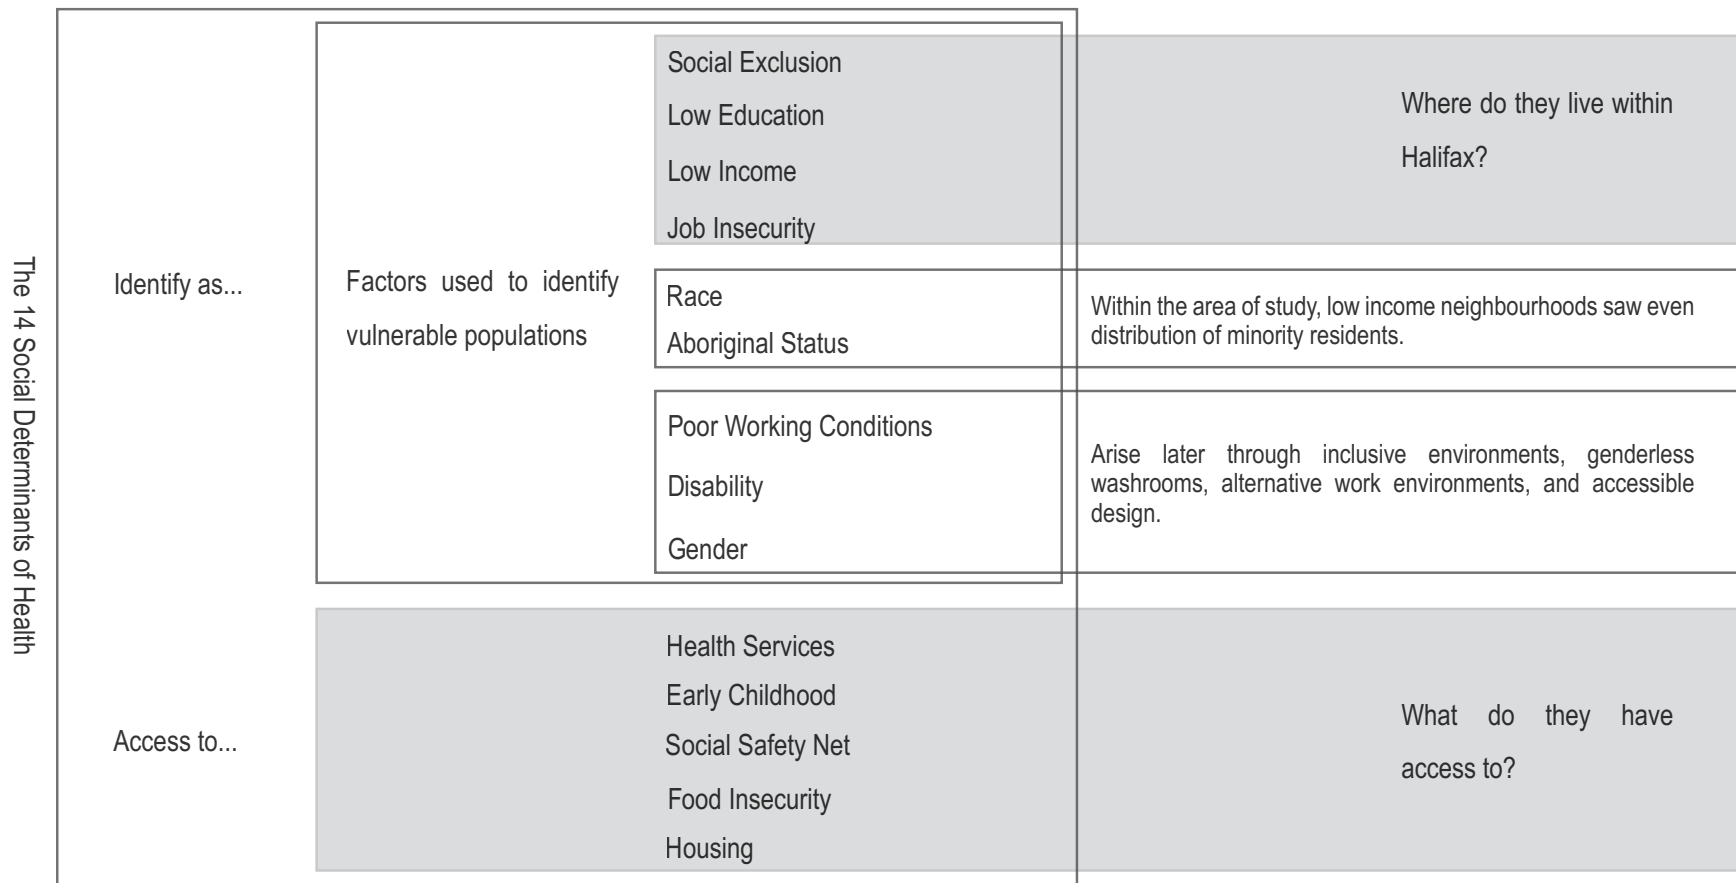 The 14 Social Determinants of Health
Identify as...
Factors used to identify
vulnerable populations
Social Exclusion
Low Education
Low Income
Job Insecurity
Where do they live within
Halifax?
Race
Aboriginal Status
Within the area of study, low income neighbourhoods saw even
distribution of minority residents.
Poor Working Conditions
Disability
Gender
Arise later through inclusive environments, genderless
washrooms, alternative work environments, and accessible
design.
Access to...
Health Services
Early Childhood
Social Safety Net
Food Insecurity
Housing
What do they have
access to?